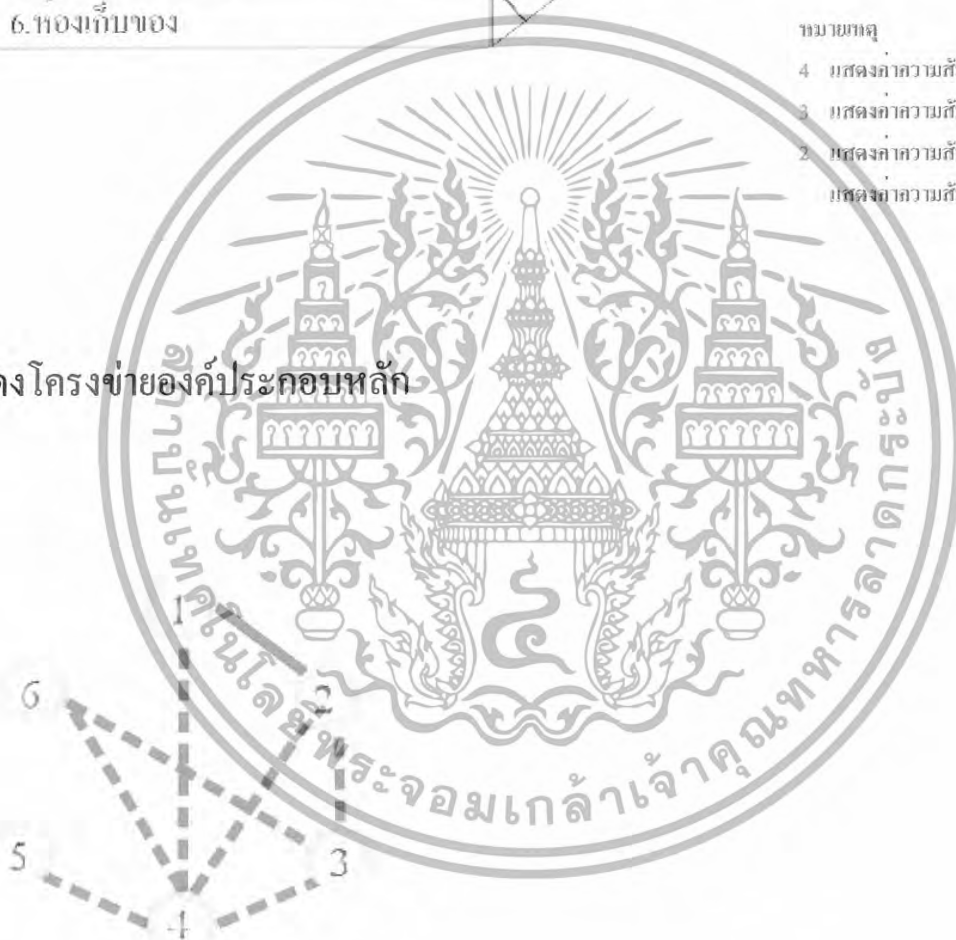 6.ห้องเก็บของ
หมายเหตุ
4 แสดงค่าความสั
3 แสดงค่าความสั
2 แสดงค่าความสั
แสดงค่าความสั
งโครงข่ายองค์ประกอบหลัก
สถาบันเทคโนโลยีพระจอมเกล้าเจ้าคุณทหารลาดกระบัง
1
6
2
5
3
4